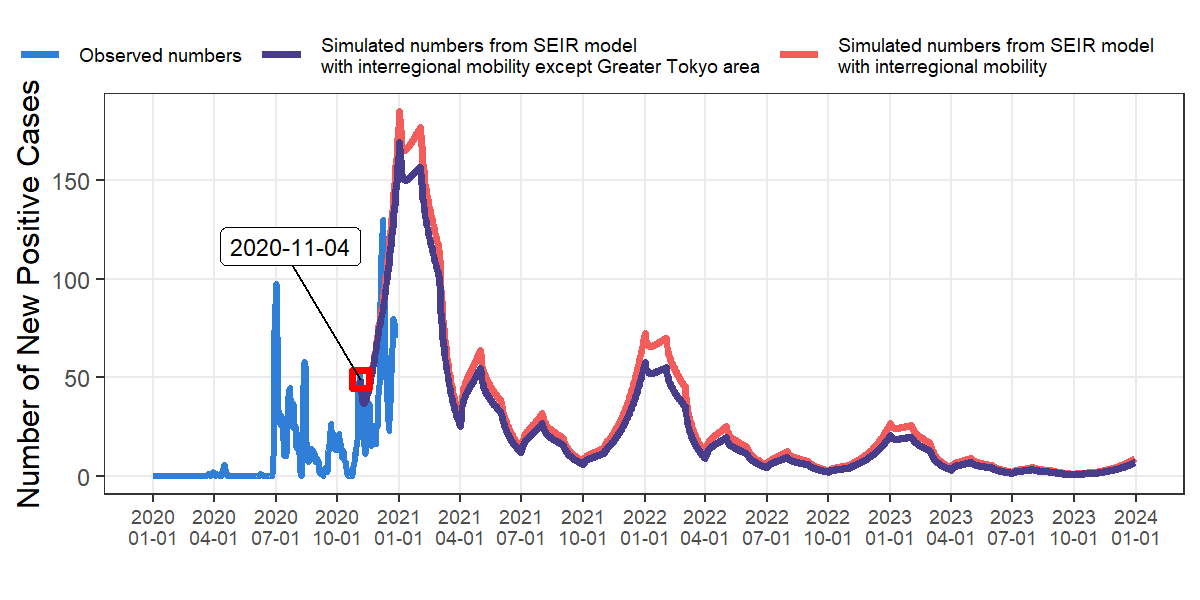 Observed numbers
Simulated numbers from SEIR model
with interregional mobility except Greater Tokyo area
Simulated numbers from SEIR model
with interregional mobility
Number of New Positive Cases
150
100
50
0
2020-11-04
2020 2020 2020 2020 2021 2021 2021 2021 2022 2022 2022 2022 2023 2023 2023 2023 2024
01-01 04-01 07-01 10-01 01-01 04-01 07-01 10-01 01-01 04-01 07-01 10-01 01-01 04-01 07-01 10-01 01-01